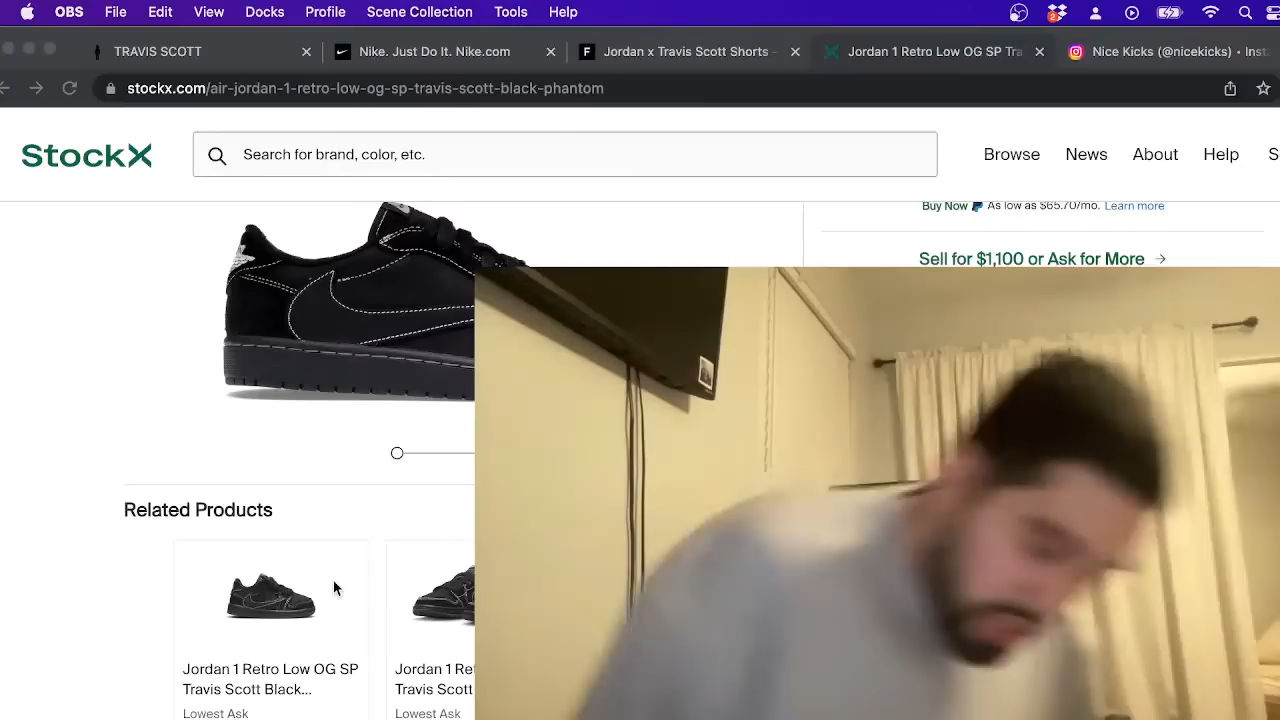 OBS File Edit View Docks Profile Scene Collection Tools Help
2
TRAVIS SCOTT
Nike. Just Do It. Nike.com
Jordan x Travis Scott Shorts -
Jordan 1 Retro Low OG SP Tra
Nice Kicks (@nicekicks) • Inst
stockx.com/air-jordan-1-retro-low-og-sp-travis-scott-black-phantom
StockX
Search for brand, color, etc.
Browse News About Help S
Buy Now As low as $65.70/mo. Learn more
Sell for $1,100 or Ask for More
Related Products
Jordan 1 Retro Low OG SP
Travis Scott Black...
Lowest Ask
Jordan 1 Ret
Travis Scott
Lowest Ask